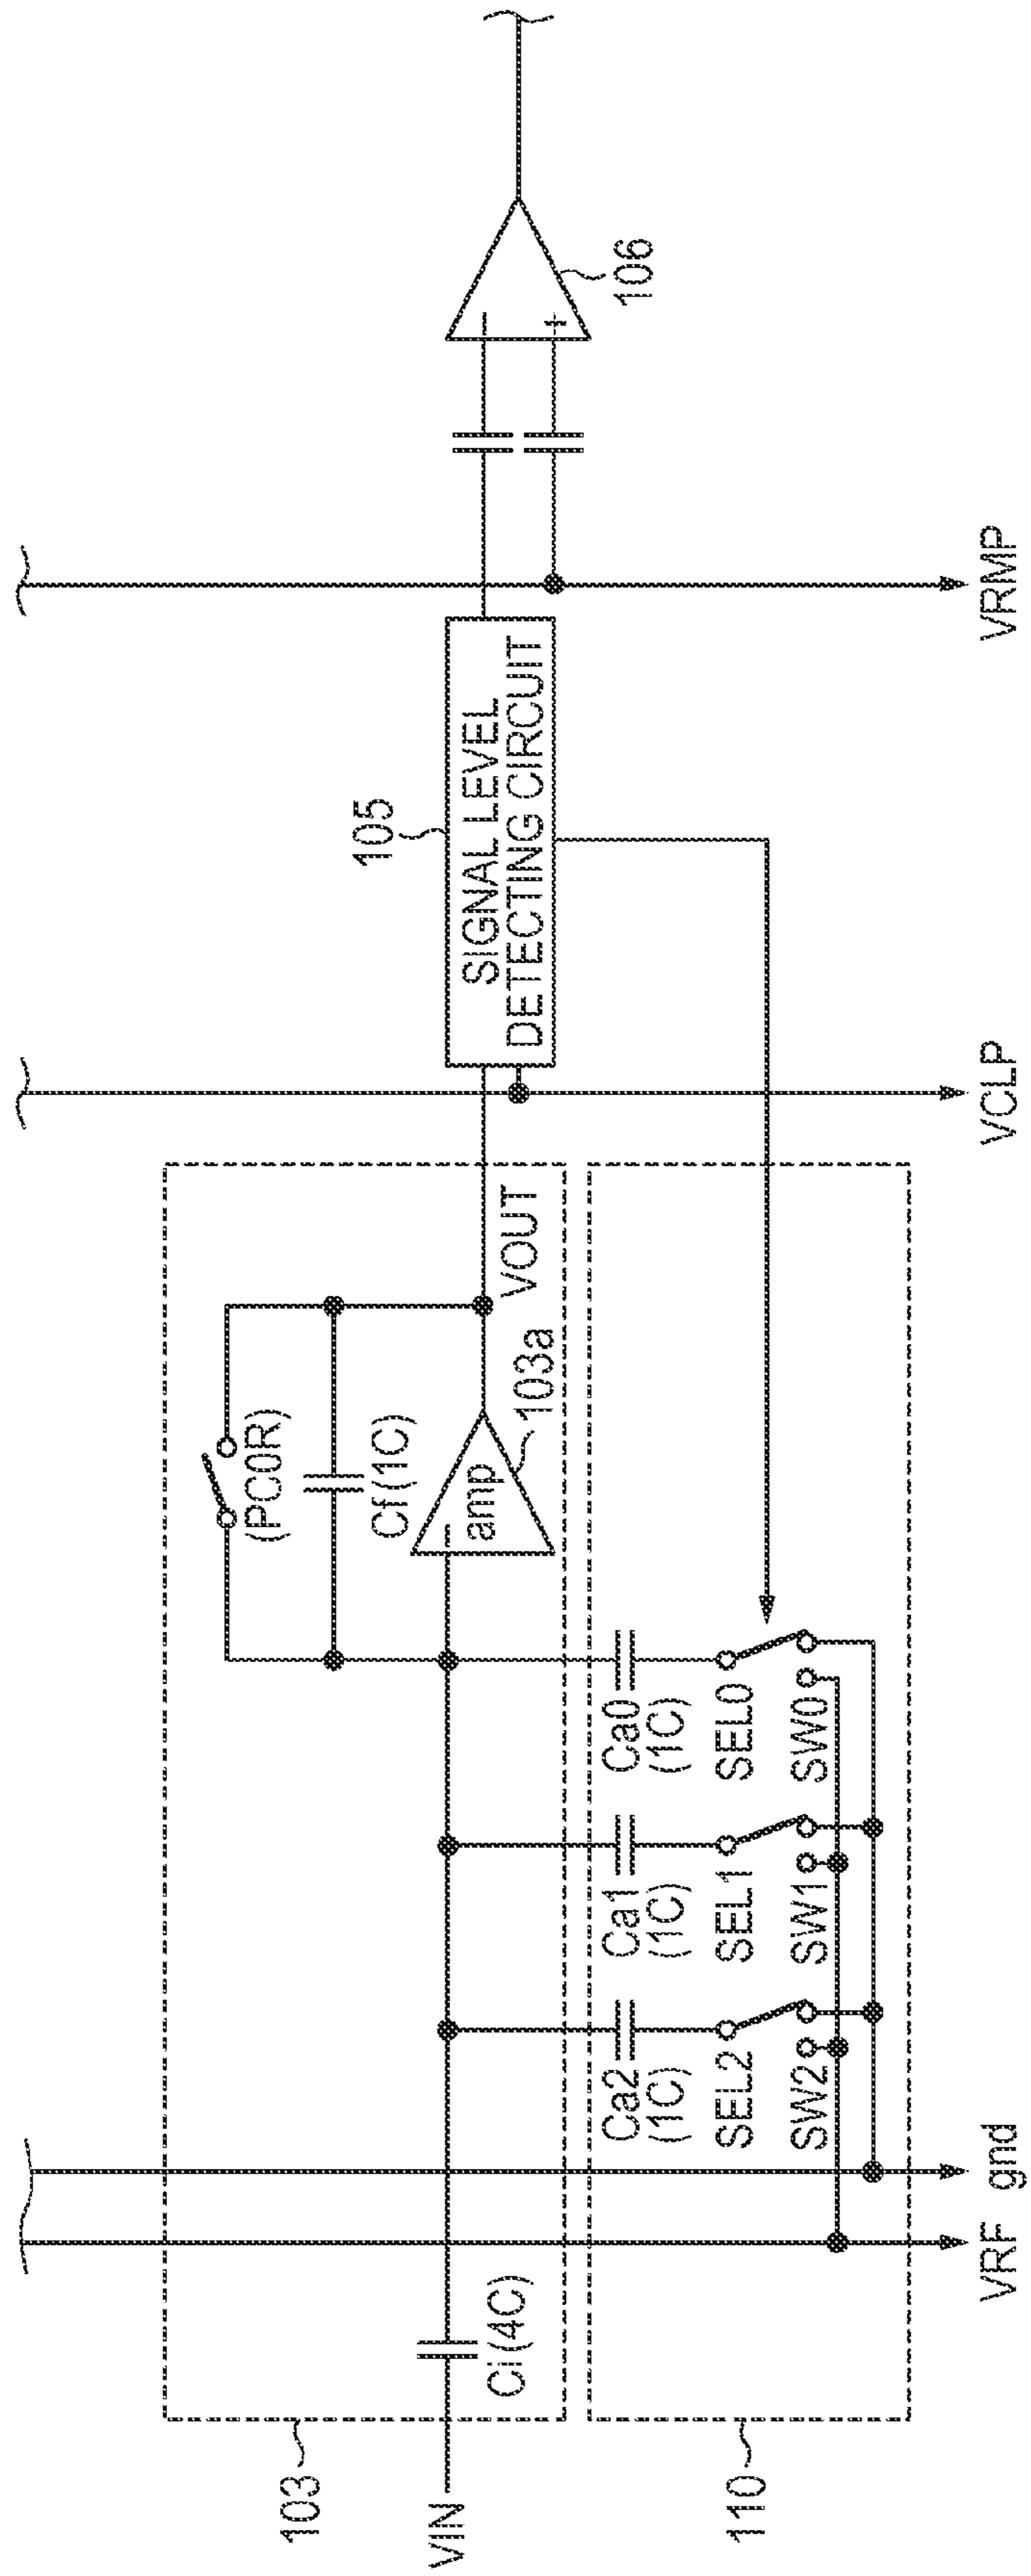 103
VIN
Ci (4C)
(PC0R)
Cf (1C)
amp
103a
VOUT
105
SIGNAL LEVEL
DETECTING CIRCUIT
106
−
+
110
Ca2
(1C)
Ca1
(1C)
Ca0
(1C)
SEL2
SEL1
SEL0
SW2
SW1
SW0
VRF
gnd
VCLP
VRMP